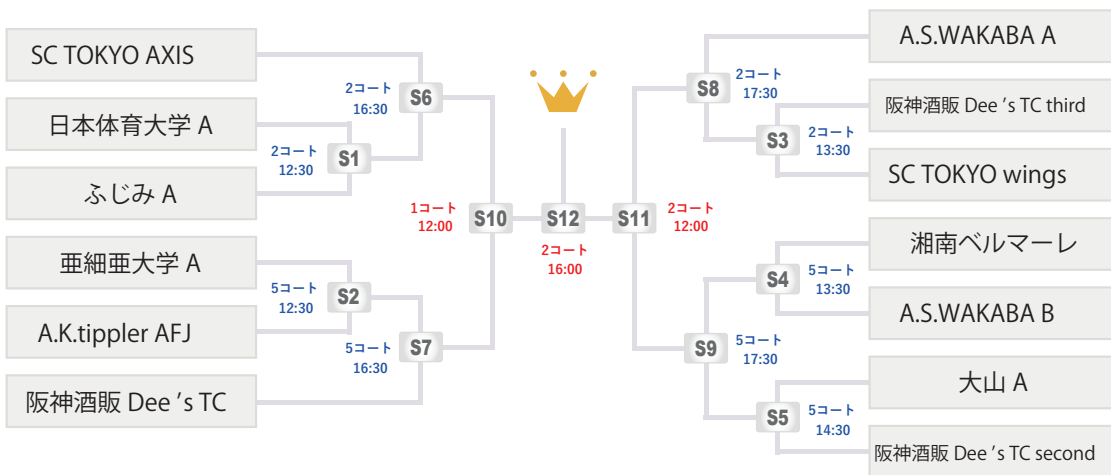 SC TOKYO AXIS
日本体育大学 A
ふじみ A
亜細亜大学 A
A.K.tippler AFJ
阪神酒販 Dee 's TC
2コート
16:30
S6
2コート
12:30
S1
5コート
12:30
S2
5コート
16:30
S7
1コート
12:00
S10
S12
2コート
16:00
S11
2コート
12:00
S8
2コート
17:30
S3
2コート
13:30
S4
5コート
13:30
S9
5コート
17:30
S5
5コート
14:30
A.S.WAKABA A
阪神酒販 Dee 's TC third
SC TOKYO wings
湘南ベルマーレ
A.S.WAKABA B
大山 A
阪神酒販 Dee 's TC second